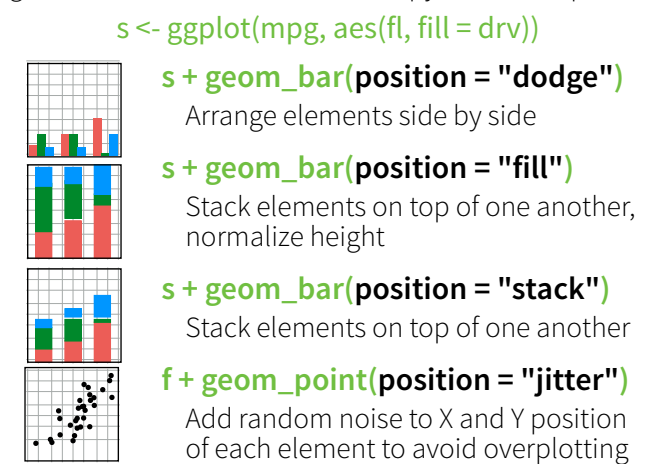 s <- ggplot(mpg, aes(fl, fill = drv))
s + geom_bar(position = "dodge")
Arrange elements side by side
s + geom_bar(position = "fill")
Stack elements on top of one another,
normalize height
s + geom_bar(position = "stack")
Stack elements on top of one another
f + geom_point(position = "jitter")
Add random noise to X and Y position
of each element to avoid overplotting